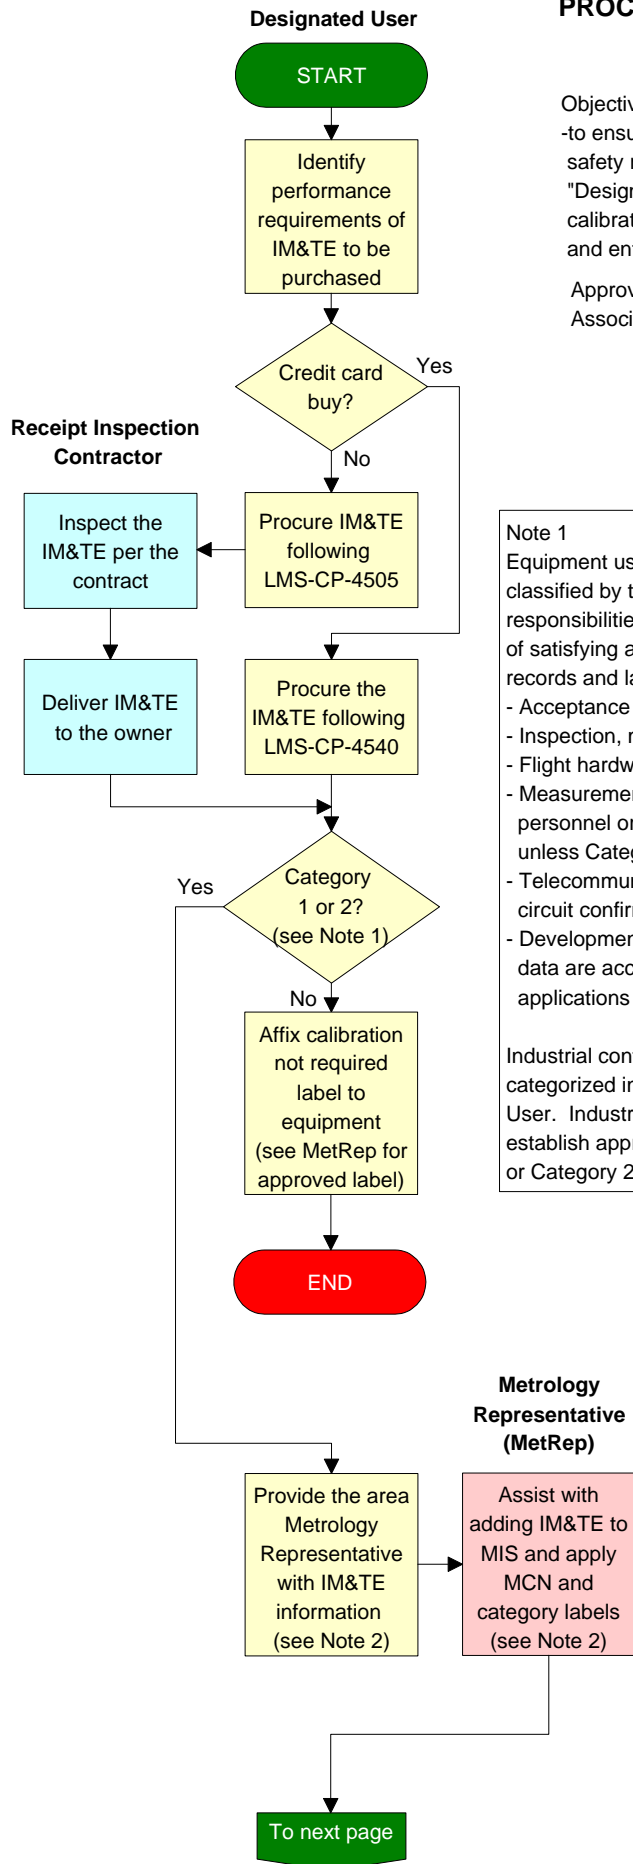 Designated User
PROC
START
Objectiv
-to ensu
safety r
"Design
calibrat
and ent
Approv
Associ
Identify
performance
requirements of
IM&TE to be
purchased
Credit card
buy?
Yes
No
Receipt Inspection
Contractor
Inspect the
IM&TE per the
contract
Procure IM&TE
following
LMS-CP-4505
Deliver IM&TE
to the owner
Procure the
IM&TE following
LMS-CP-4540
Note 1
Equipment us
classified by t
responsibilitie
of satisfying a
records and la
- Acceptance
- Inspection, r
- Flight hardw
- Measuremen
personnel or
unless Categ
- Telecommun
circuit confirm
- Developmen
data are acc
applications
Industrial cont
categorized in
User. Industr
establish appr
or Category 2
Category
1 or 2?
(see Note 1)
Yes
No
Affix calibration
not required
label to
equipment
(see MetRep for
approved label)
END
Metrology
Representative
(MetRep)
Provide the area
Metrology
Representative
with IM&TE
information
(see Note 2)
Assist with
adding IM&TE to
MIS and apply
MCN and
category labels
(see Note 2)
To next page